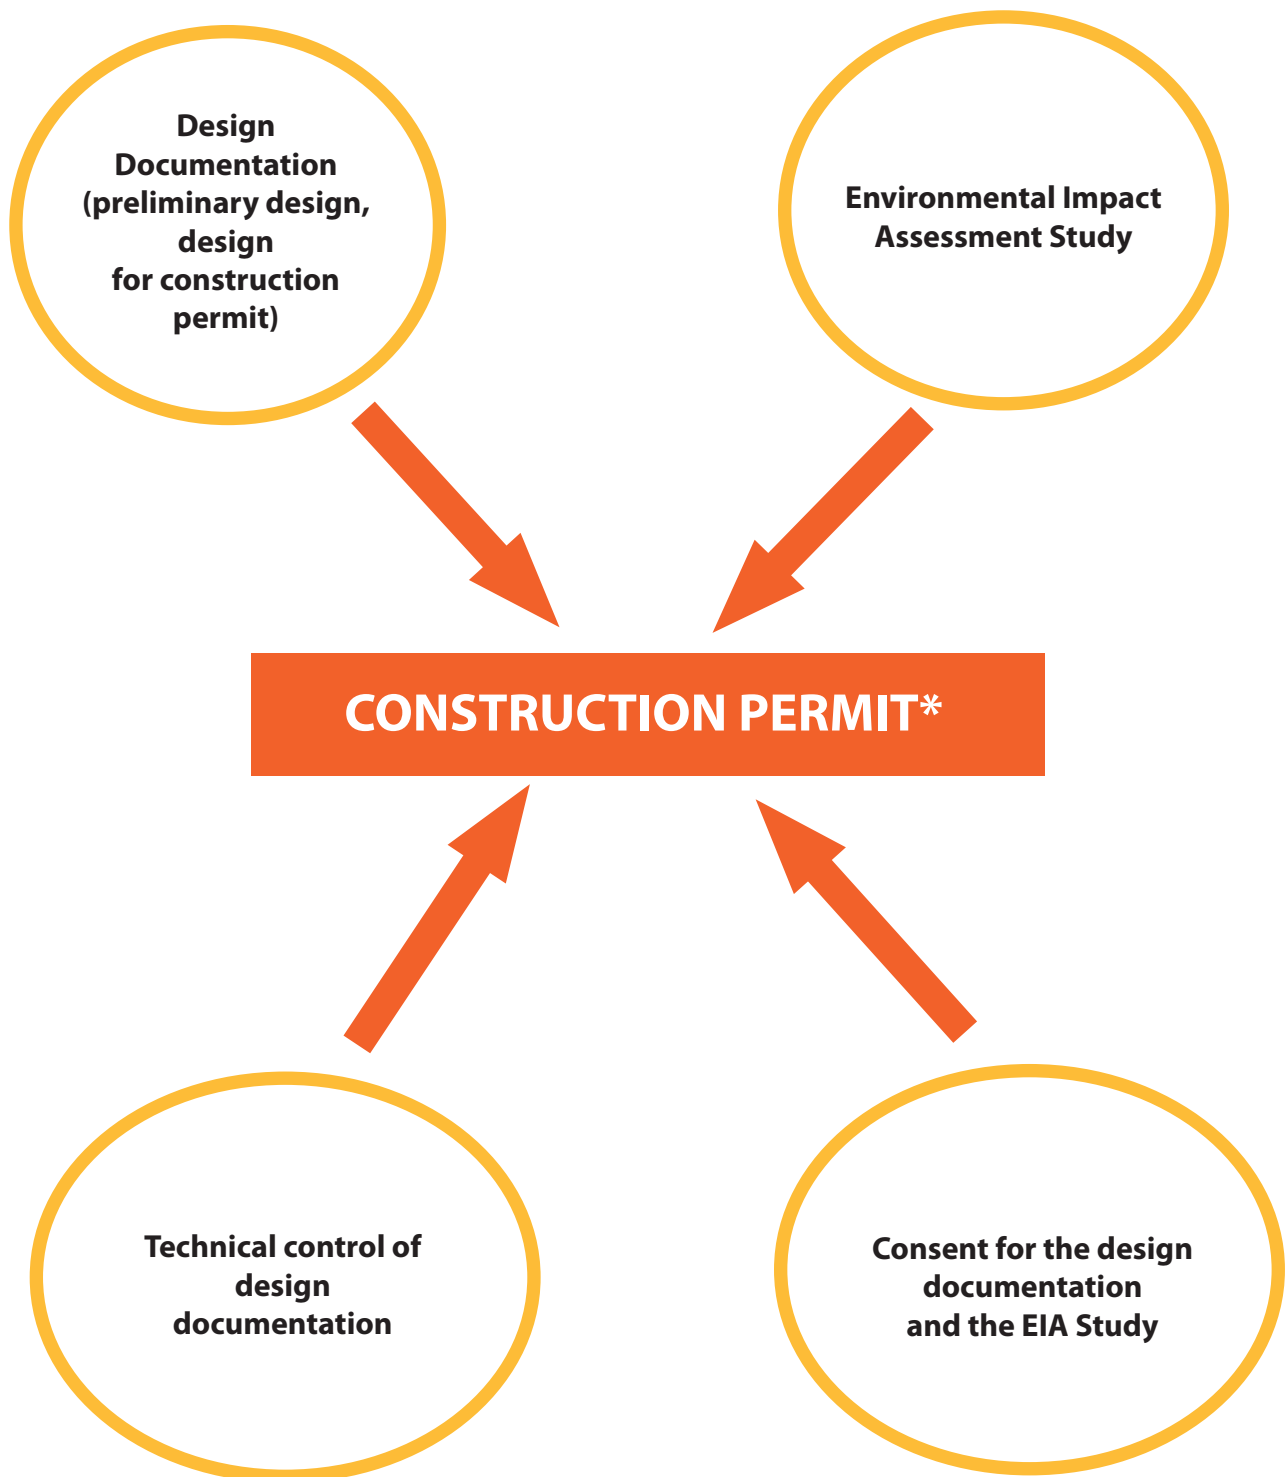 Design
Documentation
(preliminary design,
design
for construction
permit)
Environmental Impact
Assessment Study
CONSTRUCTION PERMIT*
Technical control of
design
documentation
Consent for the design
documentation
and the EIA Study